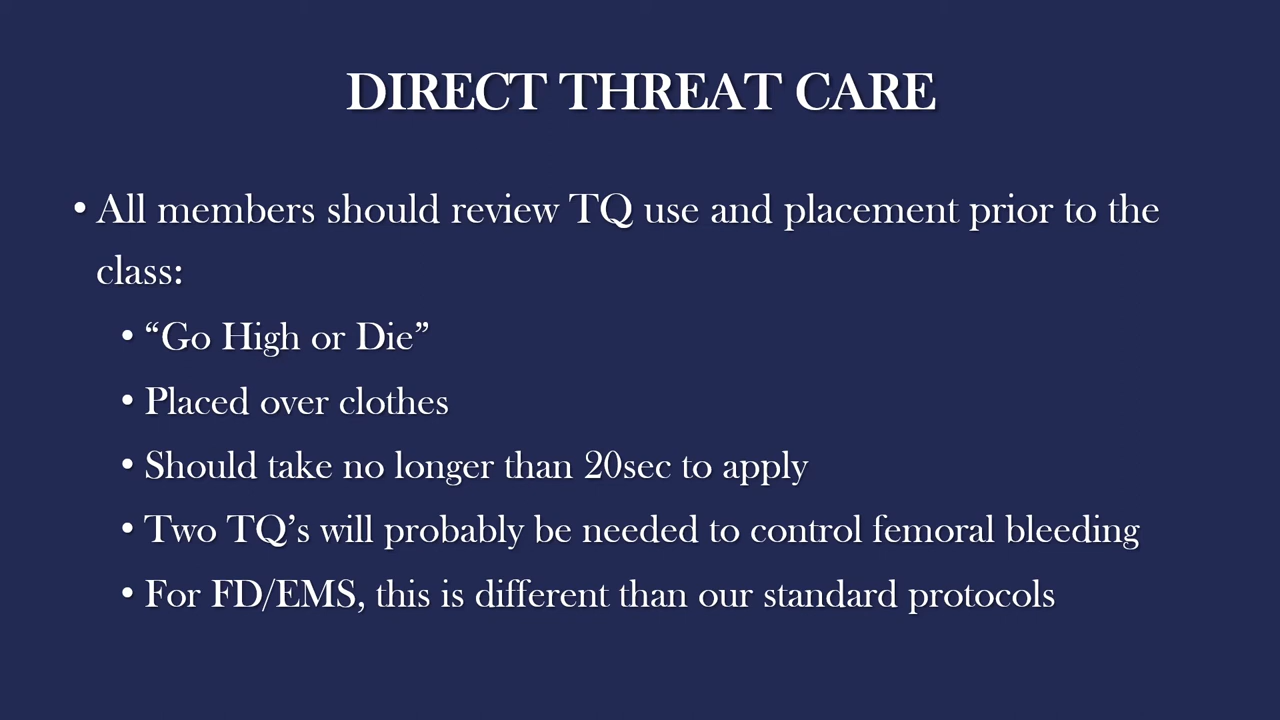 DIRECT THREAT CARE
• All members should review TQ use and placement prior to the
class:
• “Go High or Die”
• Placed over clothes
• Should take no longer than 20sec to apply
• Two TQ’s will probably be needed to control femoral bleeding
• For FD/EMS, this is different than our standard protocols